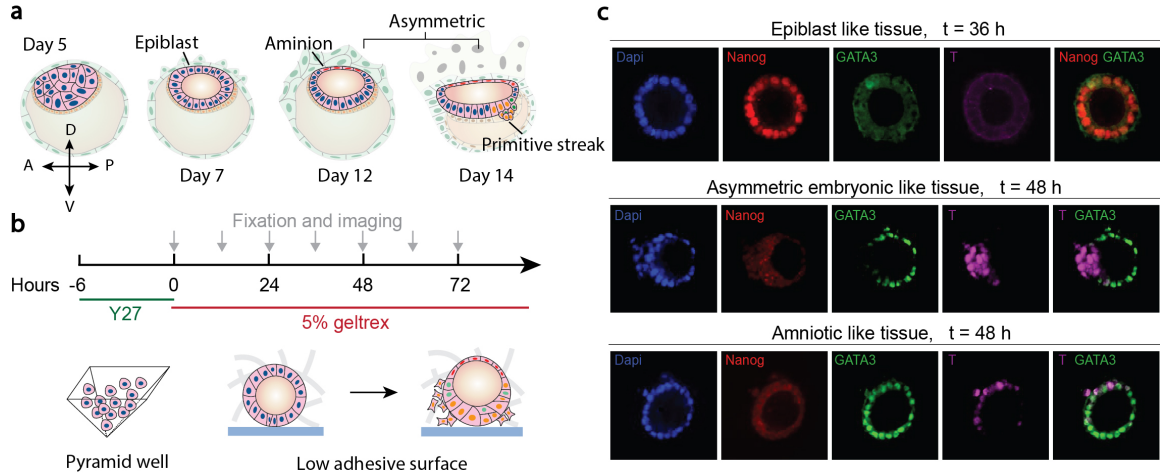 a
Asymmetric
Day 5
Epiblast
Aminion
Primitive streak
D
A
P
V
Day 7
Day 12
Day 14
b
Fixation and imaging
Hours
-6
0
24
48
72
Y27
5% geltrex
Pyramid well
Low adhesive surface
c
Epiblast like tissue, t = 36 h
Dapi
Nanog
GATA3
T
Nanog GATA3
Asymmetric embryonic like tissue, t = 48 h
Dapi
Nanog
GATA3
T
T GATA3
Amniotic like tissue, t = 48 h
Dapi
Nanog
GATA3
T
T GATA3